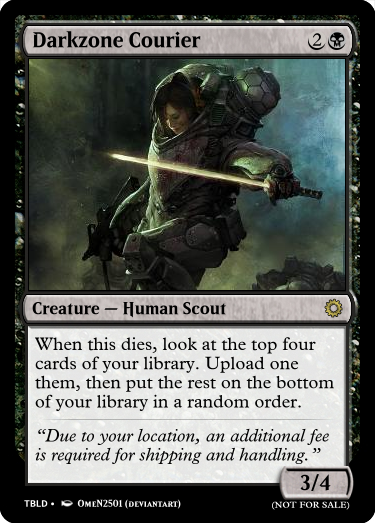 Darkzone Courier 2
Creature — Human Scout
When this dies, look at the top four
cards of your library. Upload one
them, then put the rest on the bottom
of your library in a random order.
“Due to your location, an additional fee
is required for shipping and handling.”
3/4
TBLD • OmeN2501 (deviantart)
(NOT FOR SALE)